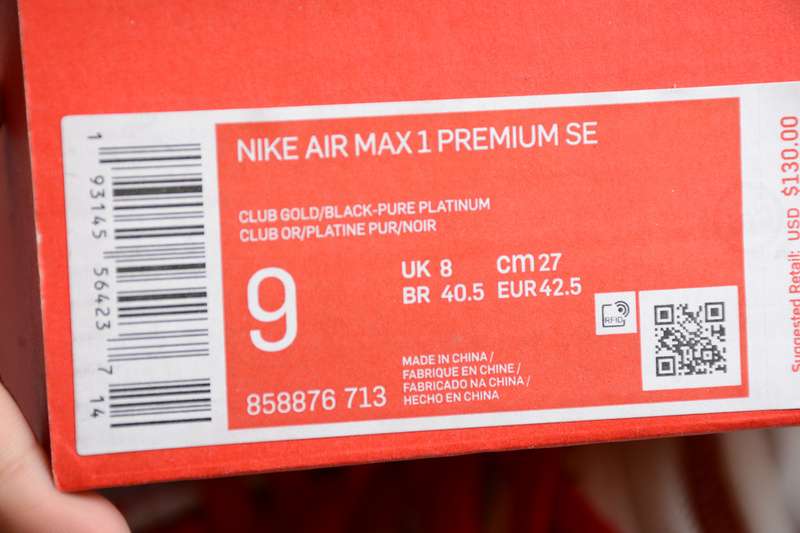 NIKE AIR MAX 1 PREMIUM SE
CLUB GOLD/BLACK-PURE PLATINUM
CLUB OR/PLATINE PUR/NOIR
9
UK 8 cm 27
BR 40.5 EUR 42.5
RFID
MADE IN CHINA /
FABRIQUE EN CHINE /
FABRICADO NA CHINA /
HECHO EN CHINA
858876 713
1 93145 56423 7 14
Suggested Retail: USD $130.00